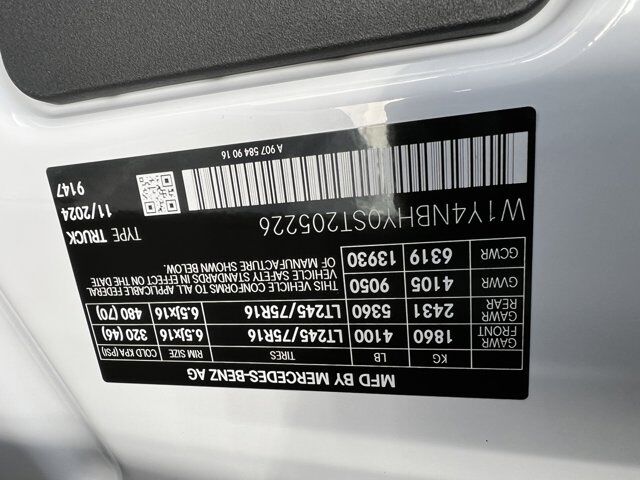 MFD BY MERCEDES-BENZ AG
KG LB TIRES RIM SIZE COLD KPA (PSI)
GAWR FRONT 1860 4100 LT245/75R16 6.5Jx16 320 (46)
GAWR REAR 2431 5360 LT245/75R16 6.5Jx16 480 (70)
GVWR 4105 9050
GCWR 6319 13930
THIS VEHICLE CONFORMS TO ALL APPLICABLE FEDERAL
VEHICLE SAFETY STANDARDS IN EFFECT ON THE DATE
OF MANUFACTURE SHOWN BELOW.
W1Y4NBHY0ST205226
TYPE TRUCK
11/2024
9147
A 907 584 90 16